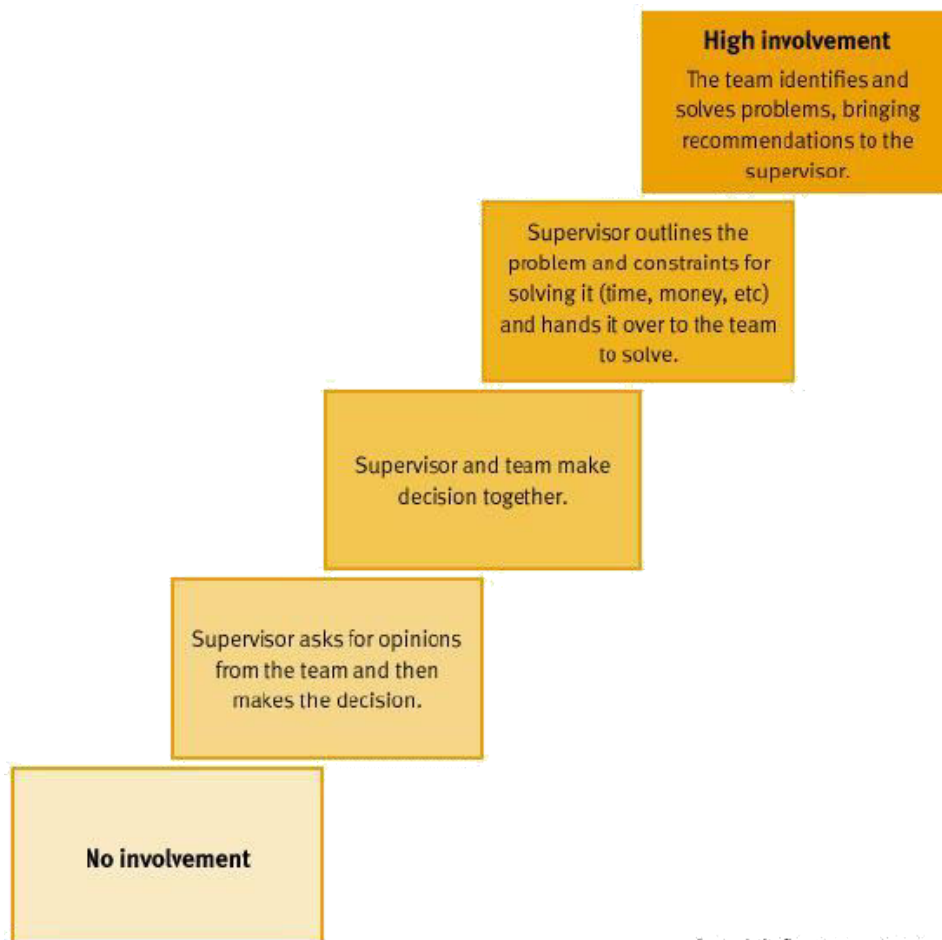 High involvement
The team identifies and
solves problems, bringing
recommendations to the
supervisor.
Supervisor outlines the
problem and constraints for
solving it (time, money, etc)
and hands it over to the team
to solve.
Supervisor and team make
decision together.
Supervisor asks for opinions
from the team and then
makes the decision.
No involvement